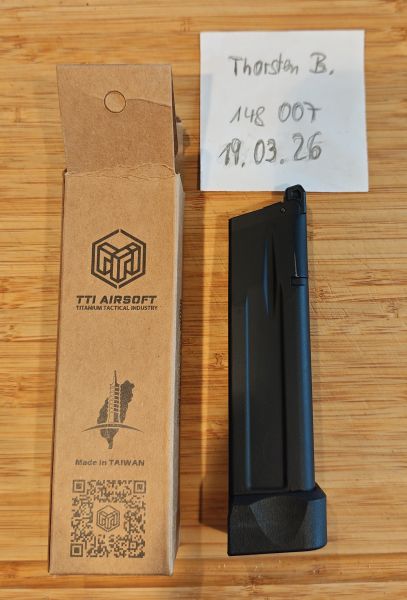 Thorsten B.
148 007
19.03.26
TTI AIRSOFT
TITANIUM TACTICAL INDUSTRY
Made in TAIWAN